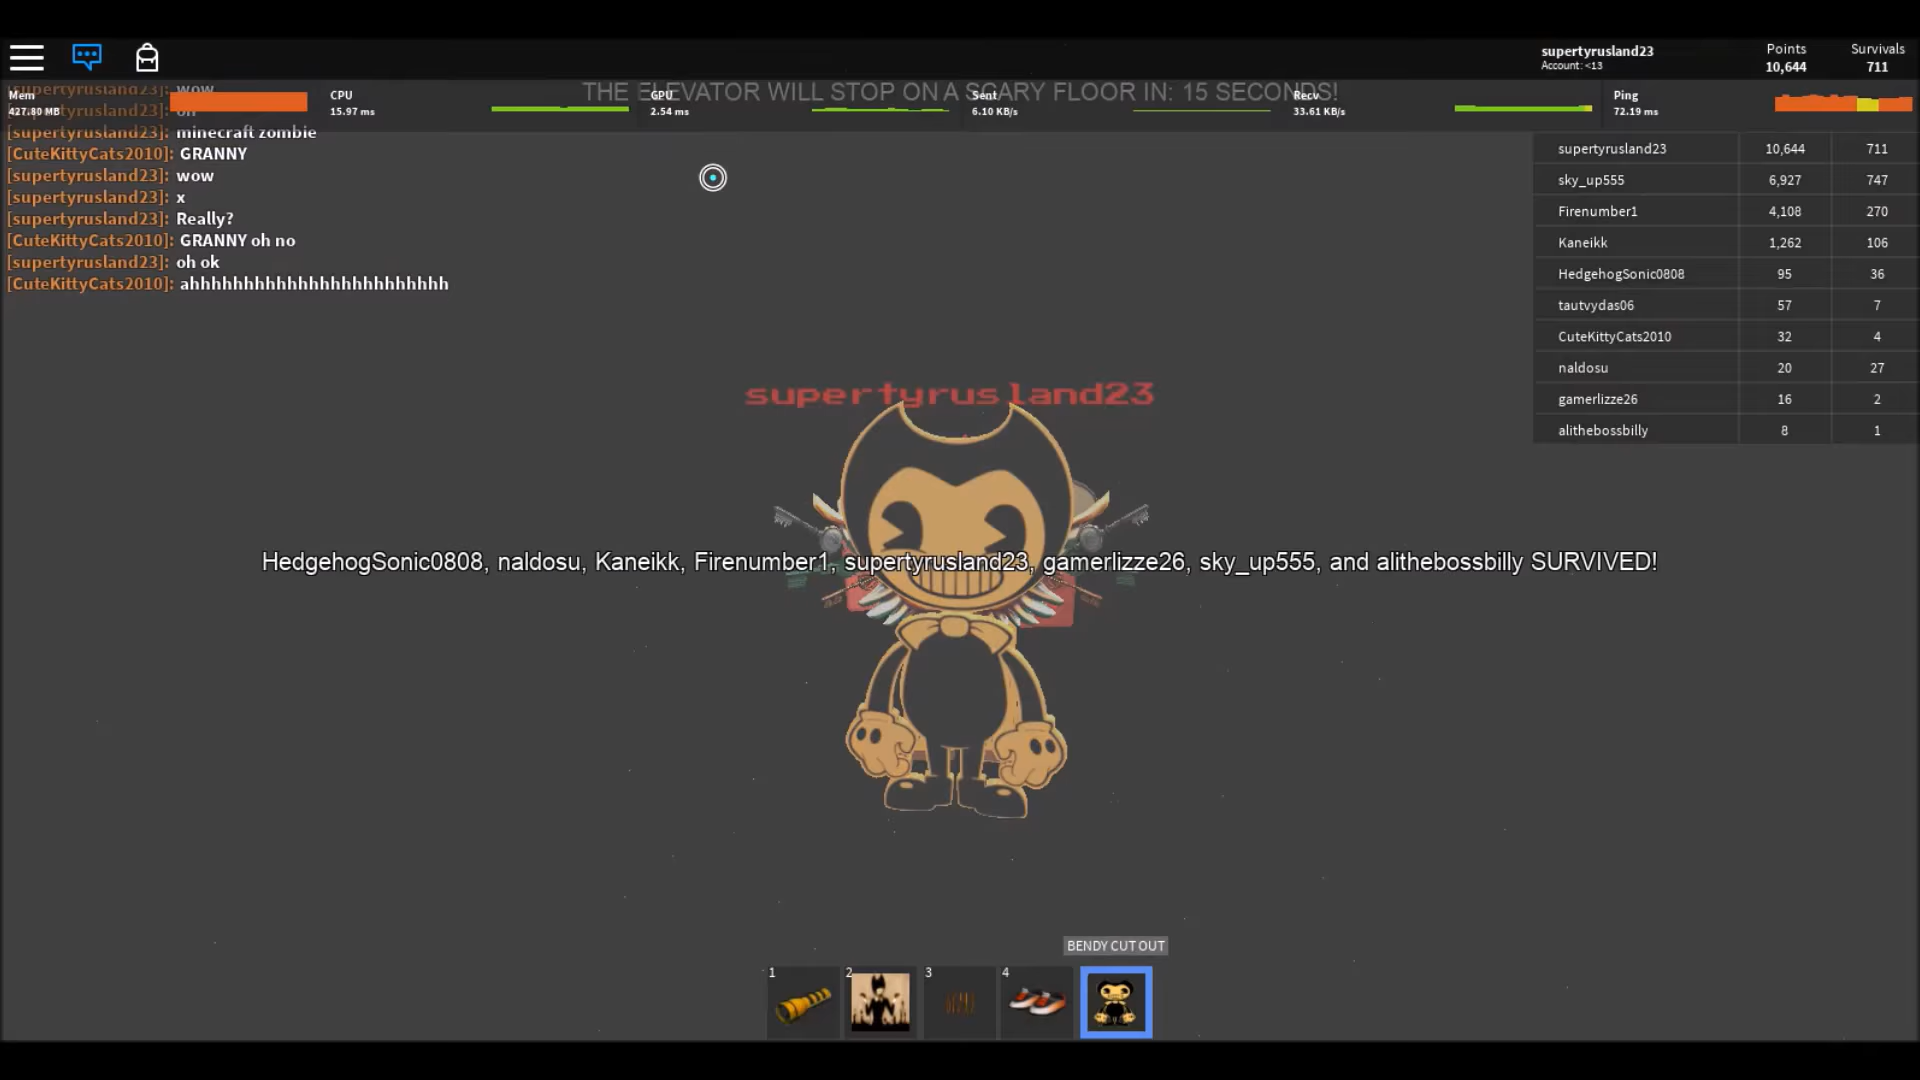 supertyrusland23
Account: <13
Points
10,644
Survivals
711
THE ELEVATOR WILL STOP ON A SCARY FLOOR IN: 15 SECONDS!
Mem
427.80 MB
CPU
15.97 ms
GPU
2.54 ms
Sent
6.10 KB/s
Recv
33.61 KB/s
Ping
72.19 ms
[supertyrusland23]: wow
[supertyrusland23]: oh
[supertyrusland23]: minecraft zombie
[CuteKittyCats2010]: GRANNY
[supertyrusland23]: wow
[supertyrusland23]: x
[supertyrusland23]: Really?
[CuteKittyCats2010]: GRANNY oh no
[supertyrusland23]: oh ok
[CuteKittyCats2010]: ahhhhhhhhhhhhhhhhhhhhhhhhh
supertyrusland23 10,644 711
sky_up555 6,927 747
Firenumber1 4,108 270
Kaneikk 1,262 106
HedgehogSonic0808 95 36
tautvydas06 57 7
CuteKittyCats2010 32 4
naldosu 20 27
gamerlizze26 16 2
alithebossbilly 8 1
supertyrusland23
HedgehogSonic0808, naldosu, Kaneikk, Firenumber1, supertyrusland23, gamerlizze26, sky_up555, and alithebossbilly SURVIVED!
BENDY CUT OUT
1
2
3
4